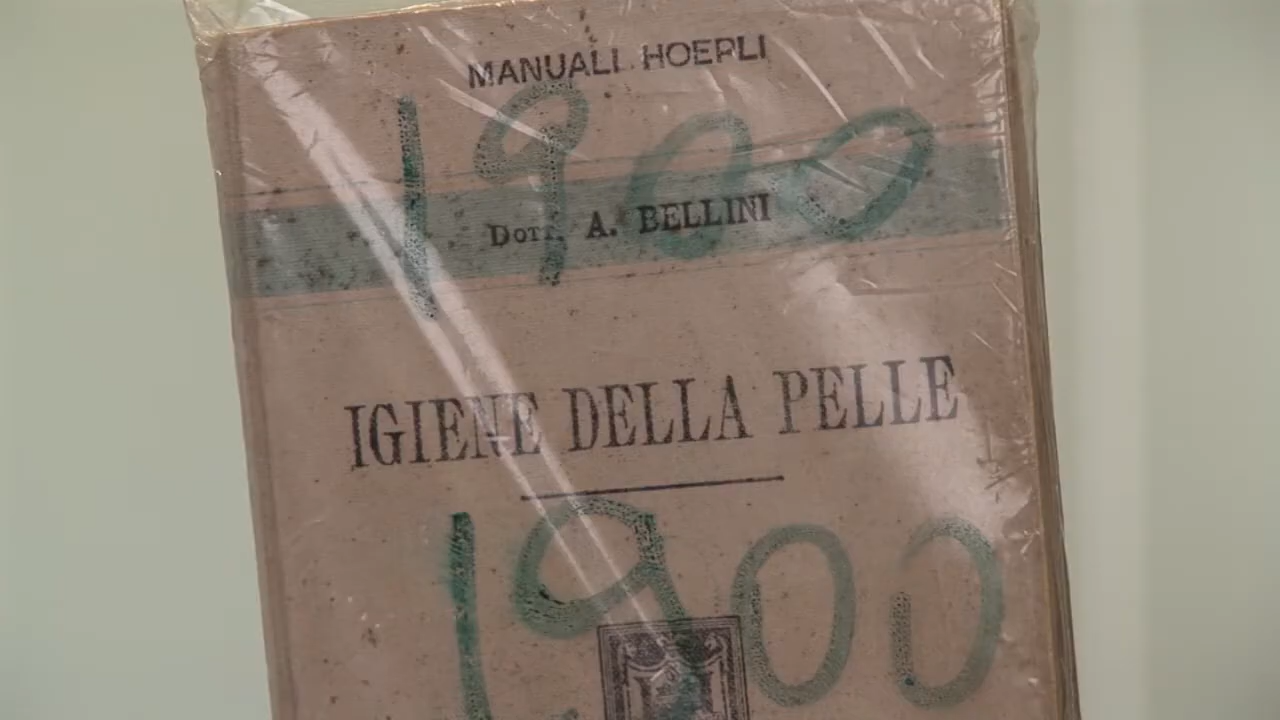 MANUALI HOEPLI
1900
Dott. A. BELLINI
IGIENE DELLA PELLE
1900